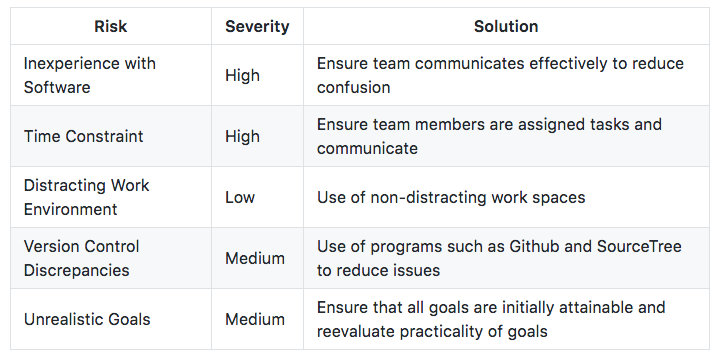 Risk Severity Solution
Inexperience with
Software
High
Ensure team communicates effectively to reduce
confusion
Time Constraint
High
Ensure team members are assigned tasks and
communicate
Distracting Work
Environment
Low
Use of non-distracting work spaces
Version Control
Discrepancies
Medium
Use of programs such as Github and SourceTree
to reduce issues
Unrealistic Goals
Medium
Ensure that all goals are initially attainable and
reevaluate practicality of goals